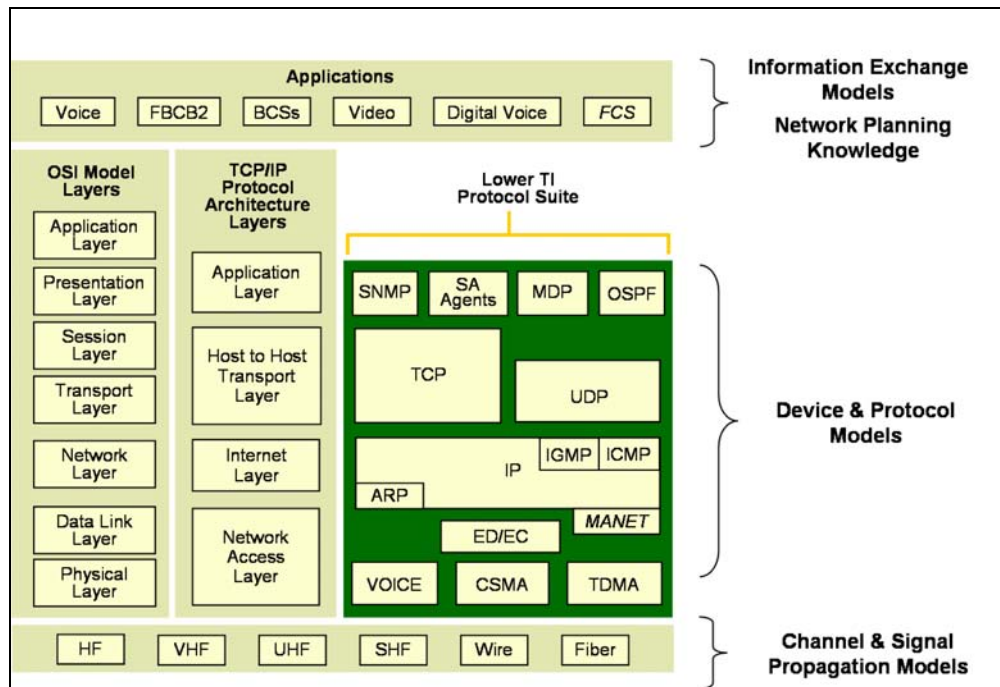 Applications
Voice
FBCB2
BCSs
Video
Digital Voice
FCS
Information Exchange
Models
Network Planning
Knowledge
OSI Model
Layers
Application
Layer
Presentation
Layer
Session
Layer
Transport
Layer
Network
Layer
Data Link
Layer
Physical
Layer
TCP/IP
Protocol
Architecture
Layers
Application
Layer
Host to Host
Transport
Layer
Internet
Layer
Network
Access
Layer
Lower TI
Protocol Suite
SNMP
SA
Agents
MDP
OSPF
TCP
UDP
IP
IGMP
ICMP
ARP
MANET
ED/EC
VOICE
CSMA
TDMA
Device & Protocol
Models
HF
VHF
UHF
SHF
Wire
Fiber
Channel & Signal
Propagation Models